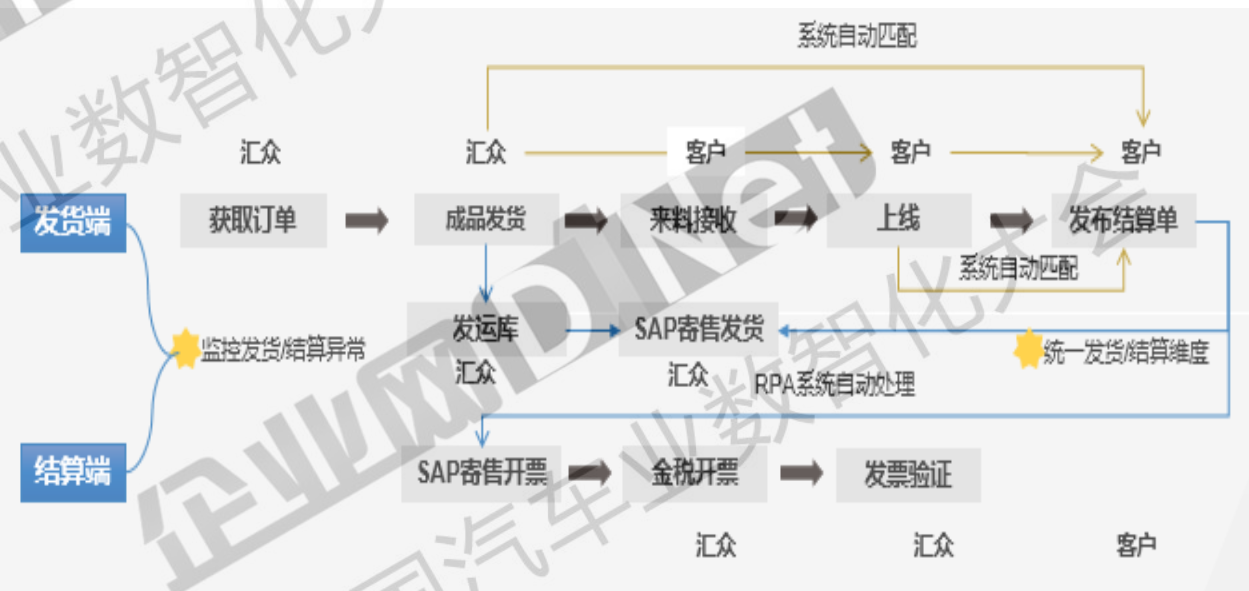 系统自动匹配
汇众
汇众
客户
客户
客户
发货端
获取订单
成品发货
来料接收
上线
发布结算单
系统自动匹配
发运库
SAP寄售发货
监控发货/结算异常
统一发货/结算维度
汇众
汇众
RPA系统自动处理
结算端
SAP寄售开票
金税开票
发票验证
汇众
汇众
客户
企业网DiNet
业数智化大
国汽车业数智化大会